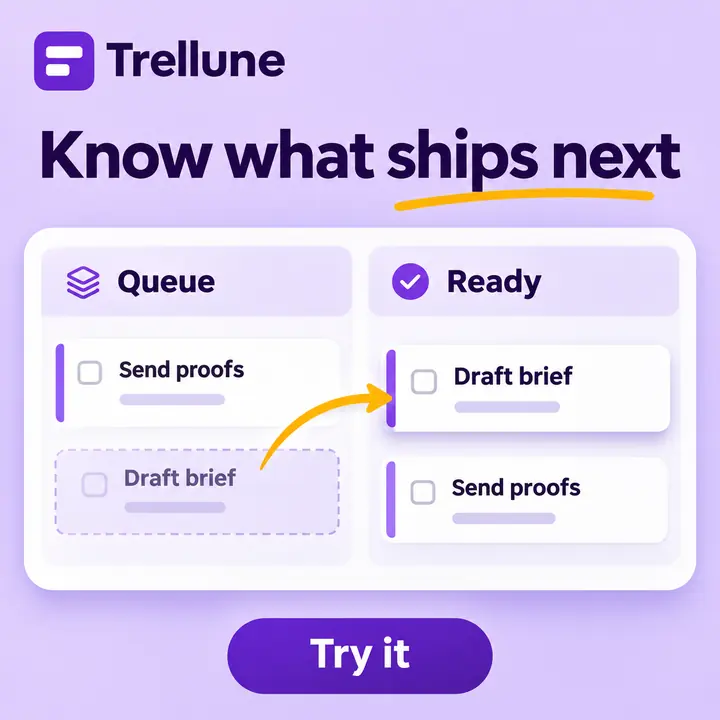 Trellune
Know what ships next
Queue
Send proofs
Draft brief
Ready
Draft brief
Send proofs
Try it